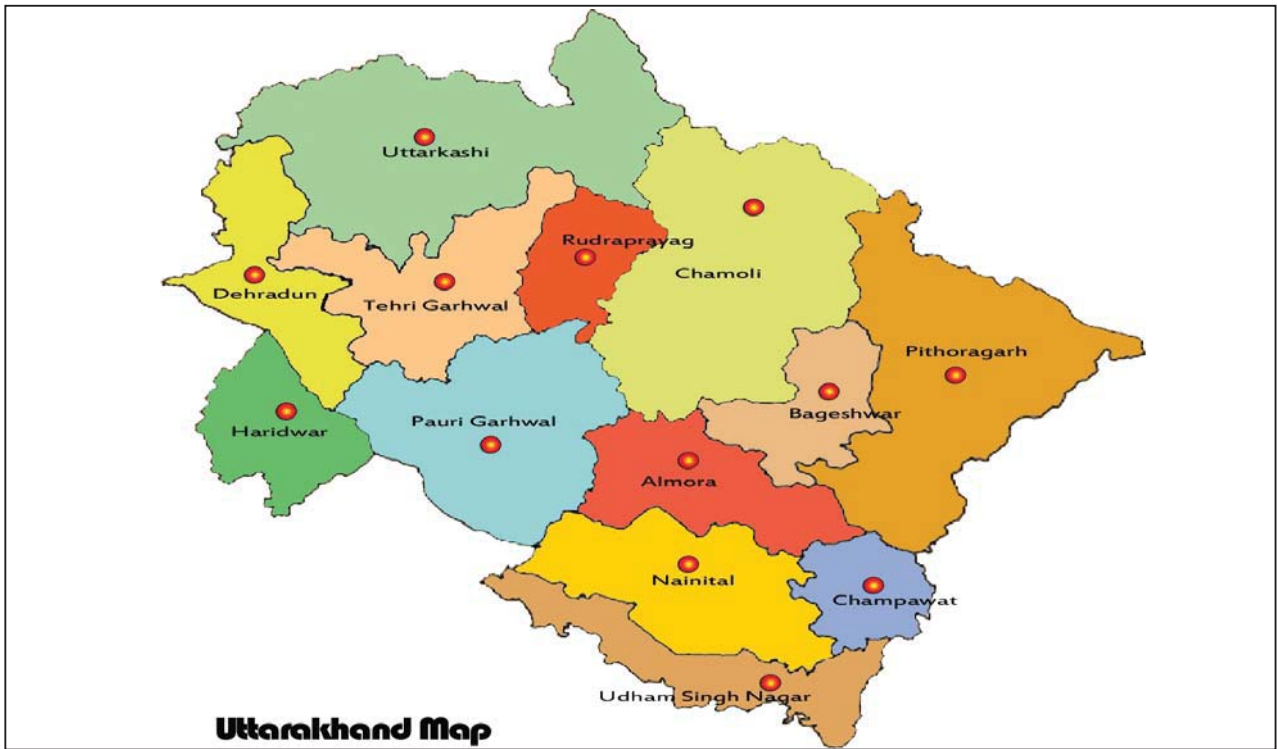 Uttarkashi
Rudraprayag
Chamoli
Dehradun
Tehri Garhwal
Pithoragarh
Bageshwar
Pauri Garhwal
Haridwar
Almora
Nainital
Champawat
Udham Singh Nagar
Uttarakhand Map